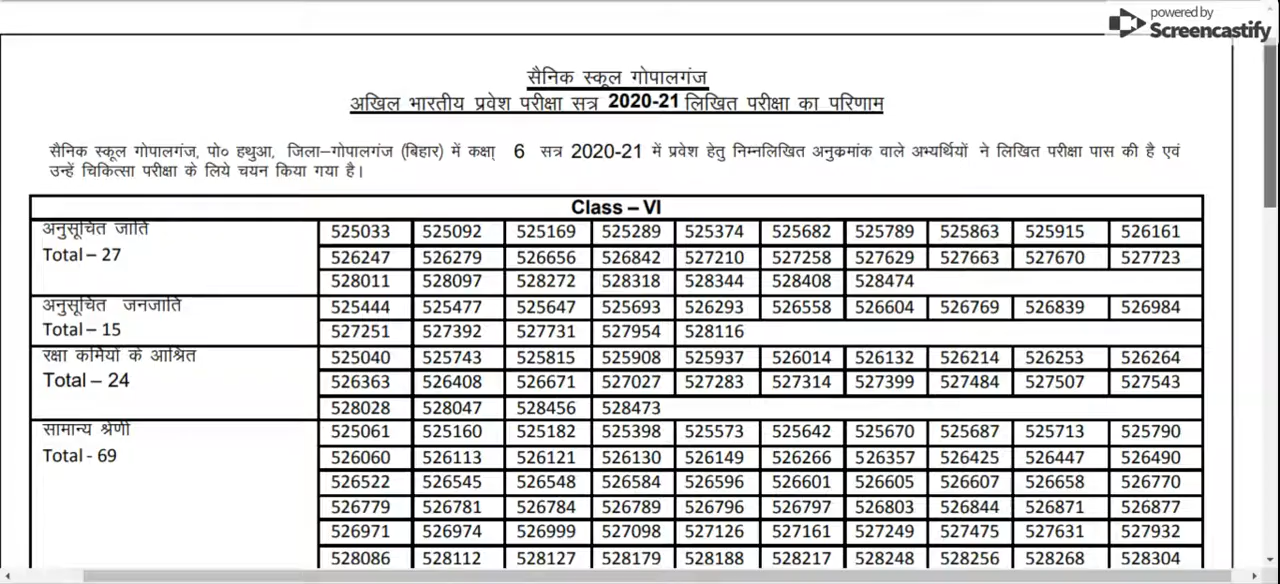 powered by
Screencastify
सैनिक स्कूल गोपालगंज
अखिल भारतीय प्रवेश परीक्षा सत्र 2020-21 लिखित परीक्षा का परिणाम
सैनिक स्कूल गोपालगंज, पो० हथुआ, जिला–गोपालगंज (बिहार) में कक्षा 6 सत्र 2020-21 में प्रवेश हेतु निम्नलिखित अनुकमांक वाले अभ्यर्थियों ने लिखित परीक्षा पास की है एवं
उन्हें चिकित्सा परीक्षा के लिये चयन किया गया है।
Class – VI
अनुसूचित जाति 525033 525092 525169 525289 525374 525682 525789 525863 525915 526161
Total – 27 526247 526279 526656 526842 527210 527258 527629 527663 527670 527723
528011 528097 528272 528318 528344 528408 528474
अनुसूचित जनजाति 525444 525477 525647 525693 526293 526558 526604 526769 526839 526984
Total – 15 527251 527392 527731 527954 528116
रक्षा कर्मियों के आश्रित 525040 525743 525815 525908 525937 526014 526132 526214 526253 526264
Total – 24 526363 526408 526671 527027 527283 527314 527399 527484 527507 527543
528028 528047 528456 528473
सामान्य श्रेणी 525061 525160 525182 525398 525573 525642 525670 525687 525713 525790
Total - 69 526060 526113 526121 526130 526149 526266 526357 526425 526447 526490
526522 526545 526548 526584 526596 526601 526605 526607 526658 526770
526779 526781 526784 526789 526796 526797 526803 526844 526871 526877
526971 526974 526999 527098 527126 527161 527249 527475 527631 527932
528086 528112 528127 528179 528188 528217 528248 528256 528268 528304